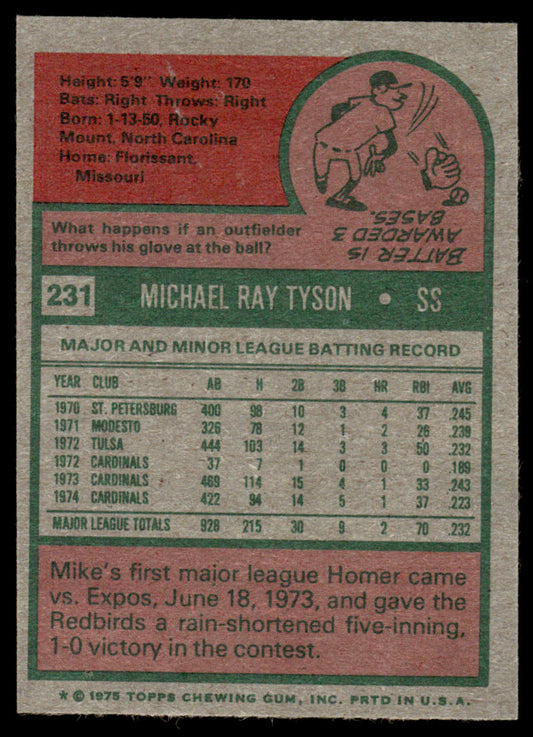 Height: 5'9" Weight: 170
Bats: Right Throws: Right
Born: 1-13-50, Rocky
Mount, North Carolina
Home: Florissant,
Missouri
What happens if an outfielder
throws his glove at the ball?
BATTER IS
AWARDED 3
BASES.
231 MICHAEL RAY TYSON • SS
MAJOR AND MINOR LEAGUE BATTING RECORD
YEAR CLUB AB H 2B 3B HR RBI AVG
1970 ST. PETERSBURG 400 98 10 3 4 37 .245
1971 MODESTO 326 78 12 1 2 26 .239
1972 TULSA 444 103 14 3 3 50 .232
1972 CARDINALS 37 7 1 0 0 0 .189
1973 CARDINALS 469 114 15 4 1 33 .243
1974 CARDINALS 422 94 14 5 1 37 .223
MAJOR LEAGUE TOTALS 928 215 30 9 2 70 .232
Mike's first major league Homer came
vs. Expos, June 18, 1973, and gave the
Redbirds a rain-shortened five-inning,
1-0 victory in the contest.
* © 1975 TOPPS CHEWING GUM, INC. PRTD IN U.S.A.